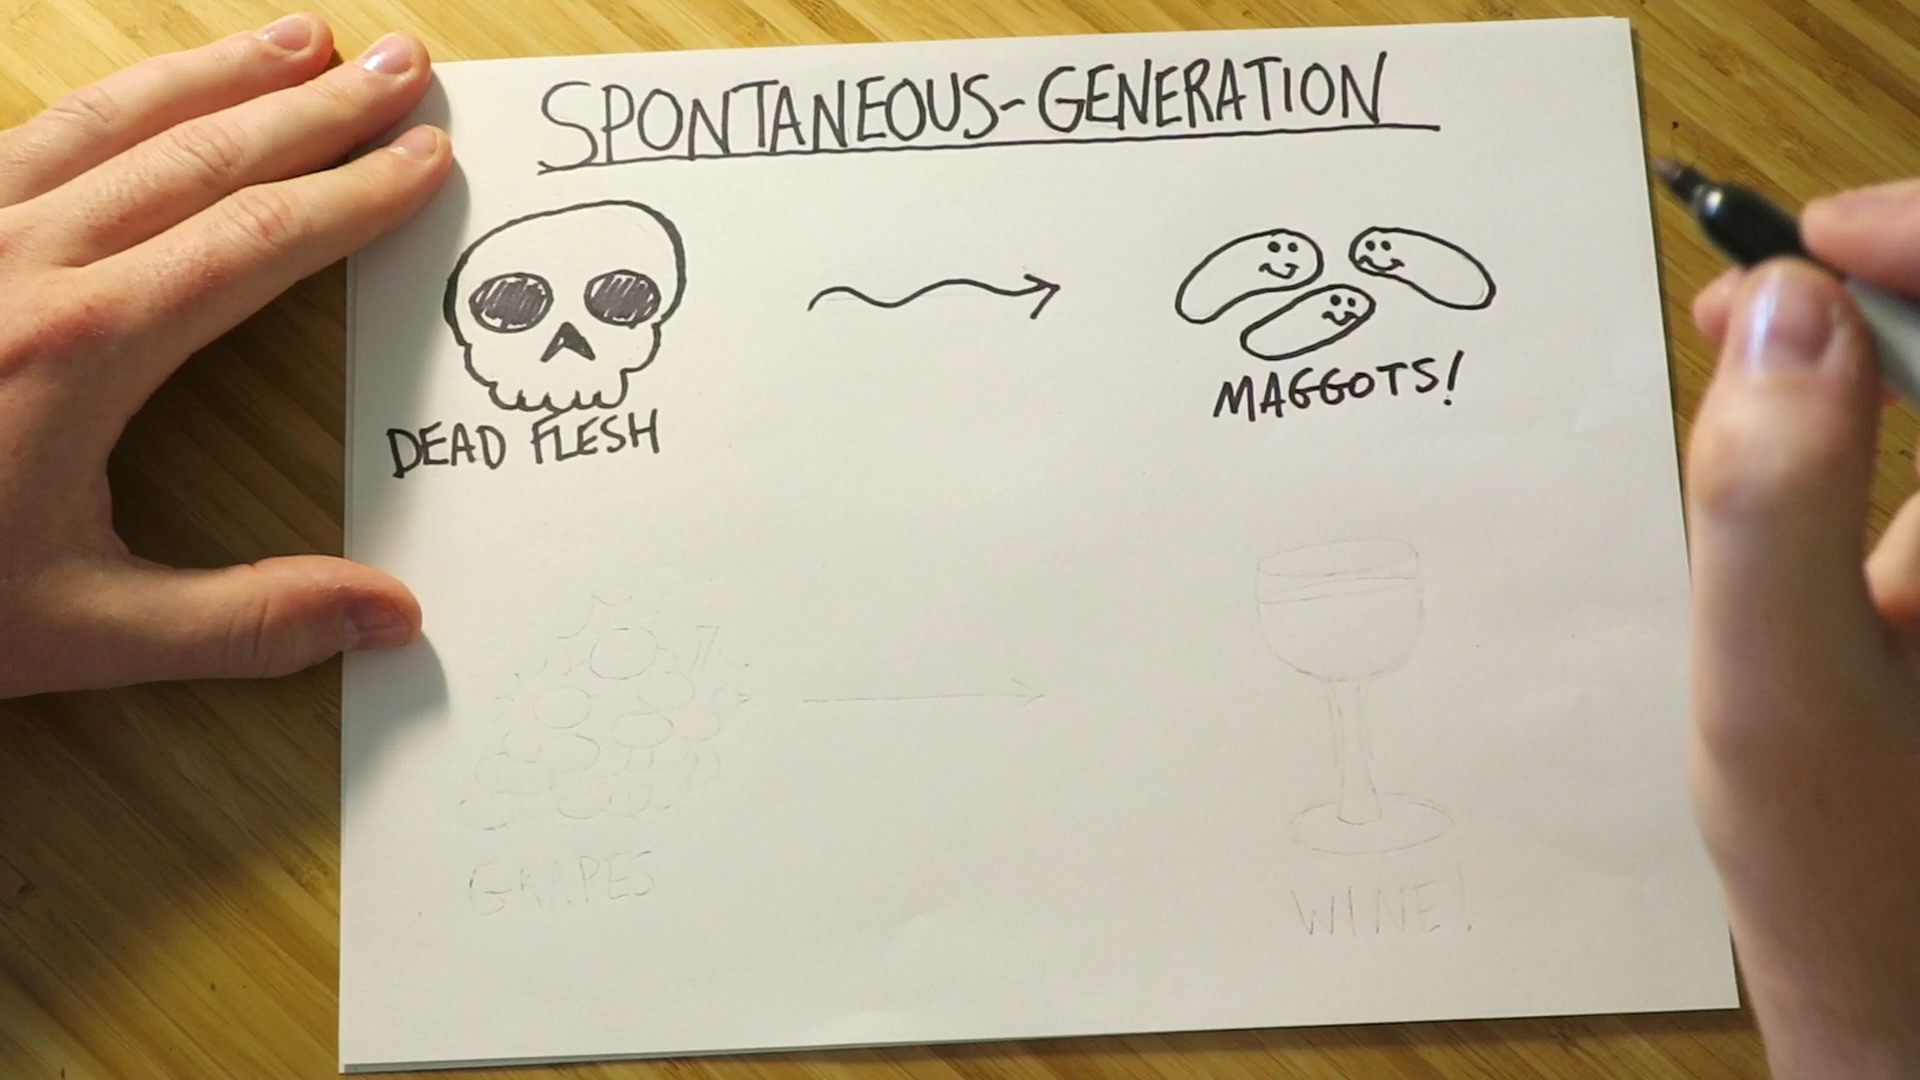 SPONTANEOUS-GENERATION
DEAD FLESH
MAGGOTS!
GRAPES
WINE!